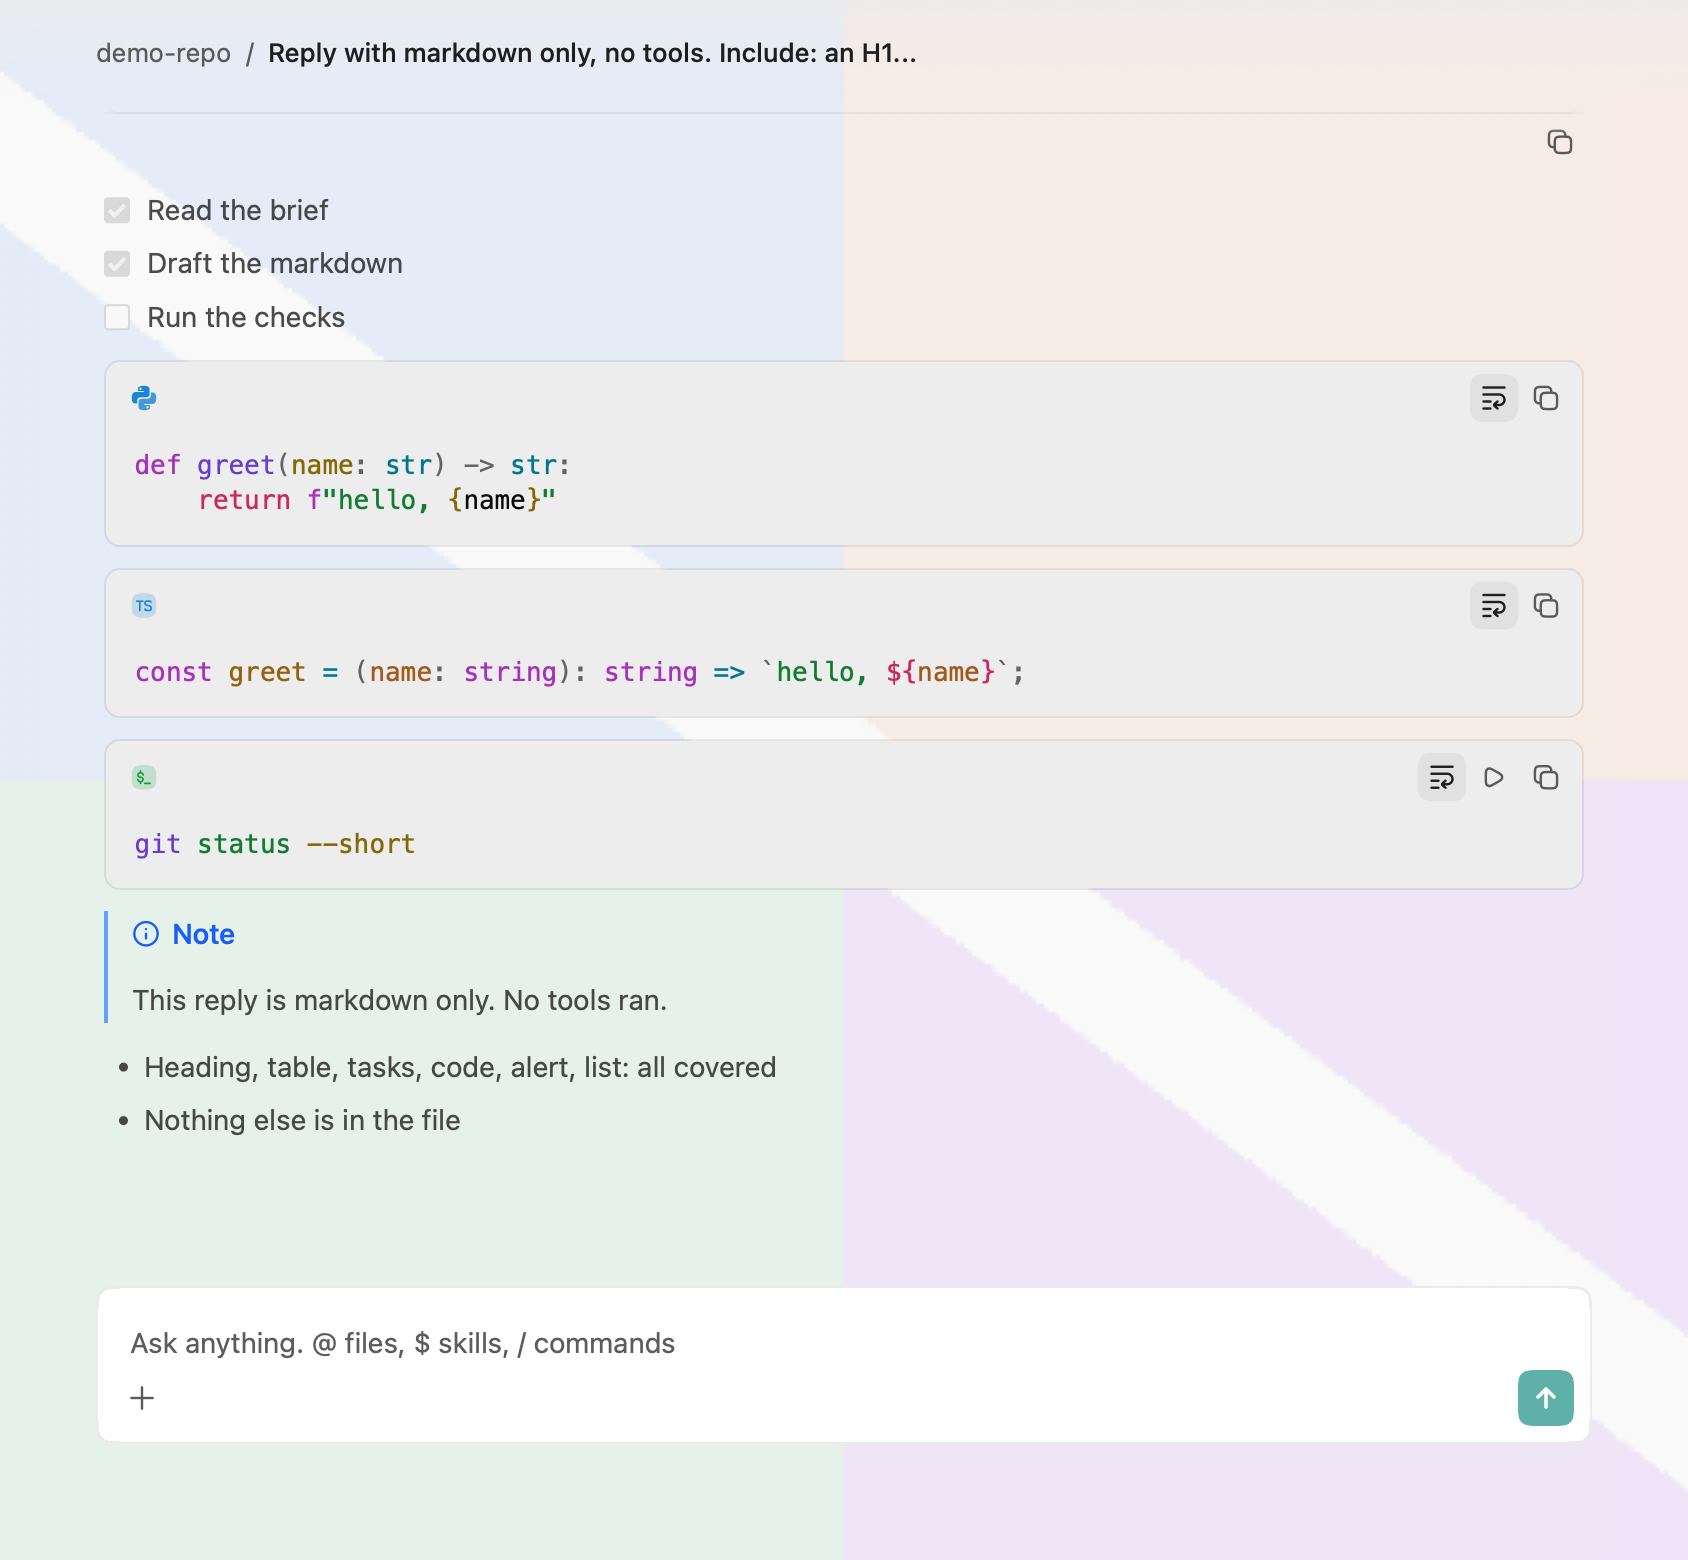 demo-repo / Reply with markdown only, no tools. Include: an H1...
Read the brief
Draft the markdown
Run the checks
def greet(name: str) -> str:
    return f"hello, {name}"
TS
const greet = (name: string): string => `hello, ${name}`;
$_
git status --short
Note
This reply is markdown only. No tools ran.
• Heading, table, tasks, code, alert, list: all covered
• Nothing else is in the file
Ask anything. @ files, $ skills, / commands